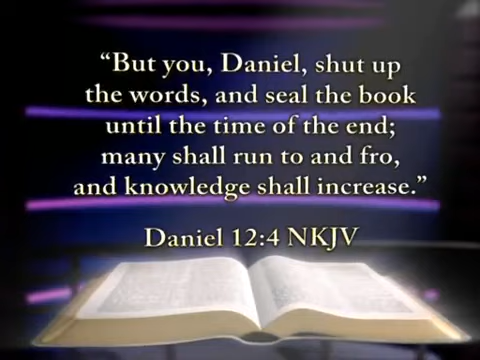 “But you, Daniel, shut up
the words, and seal the book
until the time of the end;
many shall run to and fro,
and knowledge shall increase.”
Daniel 12:4 NKJV